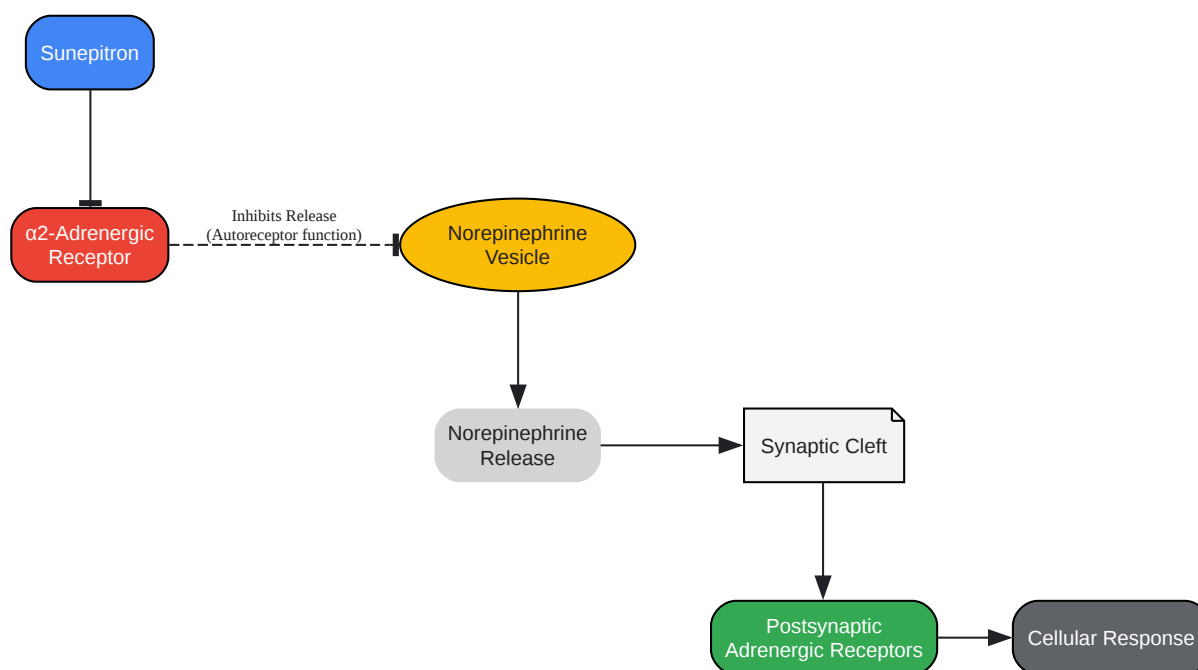 Sunepitron
α2-Adrenergic
Receptor
Inhibits Release
(Autoreceptor function)
Norepinephrine
Vesicle
Norepinephrine
Release
Synaptic Cleft
Postsynaptic
Adrenergic Receptors
Cellular Response